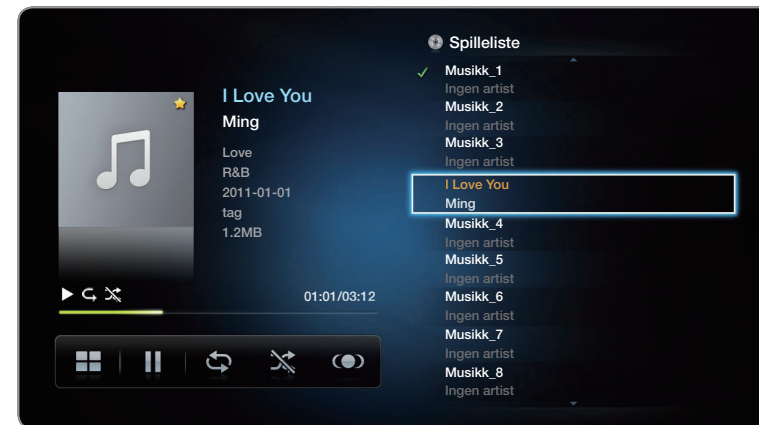 I Love You
Ming
Love
R&B
2011-01-01
tag
1.2MB
01:01/03:12
Spilleliste
Musikk_1
Ingen artist
Musikk_2
Ingen artist
Musikk_3
Ingen artist
I Love You
Ming
Musikk_4
Ingen artist
Musikk_5
Ingen artist
Musikk_6
Ingen artist
Musikk_7
Ingen artist
Musikk_8
Ingen artist